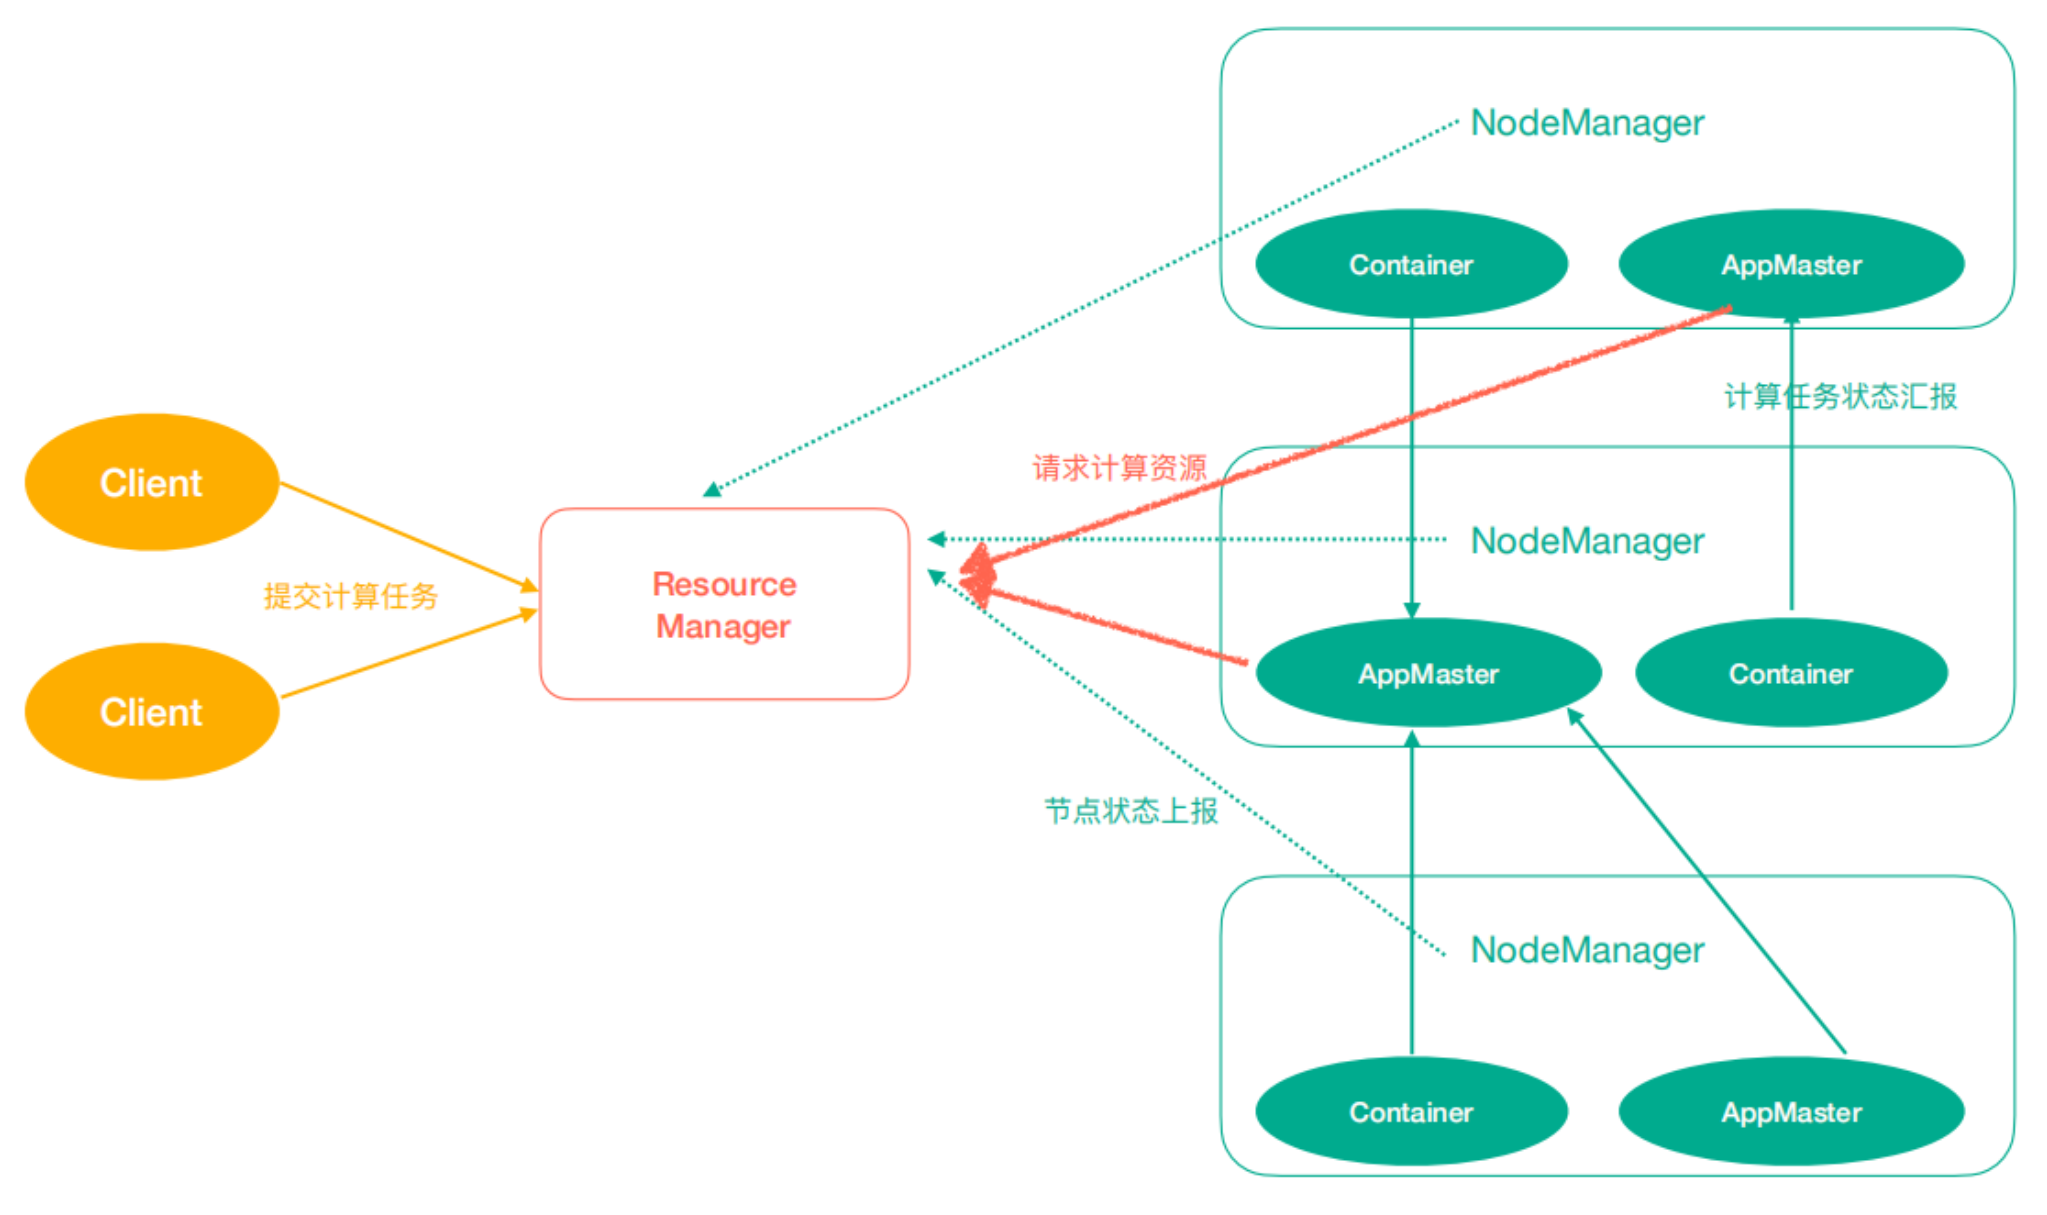 NodeManager
Container
AppMaster
计算任务状态汇报
请求计算资源
Client
NodeManager
Resource
Manager
提交计算任务
AppMaster
Container
Client
节点状态上报
NodeManager
Container
AppMaster